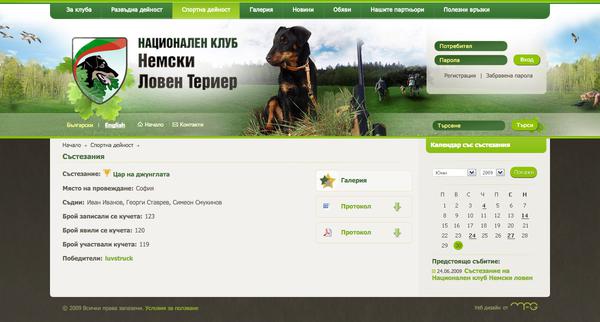 За клуба Развъдна дейност Спортна дейност Галерия Новини Обяви Нашите партньори Полезни връзки
НАЦИОНАЛЕН КЛУБ
Немски
Ловен Териер
Потребител
Парола Вход
Регистрация | Забравена парола
Български | English Начало Контакти
Търсене Търси
Начало Спортна дейност
Състезания
Състезание: Цар на джунглата
Място на провеждане: София
Съдии: Иван Иванов, Георги Ставрев, Симеон Окукинов
Брой записали се кучета: 123
Брой явили се кучета: 120
Брой участвали кучета: 119
Победители: luvstruck
Галерия
Протокол
Протокол
Календар със състезания
Юни 2009 Покажи
П В С Ч П С Н
1 2 3 4 5 6 7
8 9 10 11 12 13 14
15 16 17 18 19 20 21
22 23 24 25 26 27 28
29 30
Предстоящо събитие:
24.06.2009 Състезание на
Национален клуб Немски ловен
© 2009 Всички права запазени. Условия за ползване
Уеб дизайн от